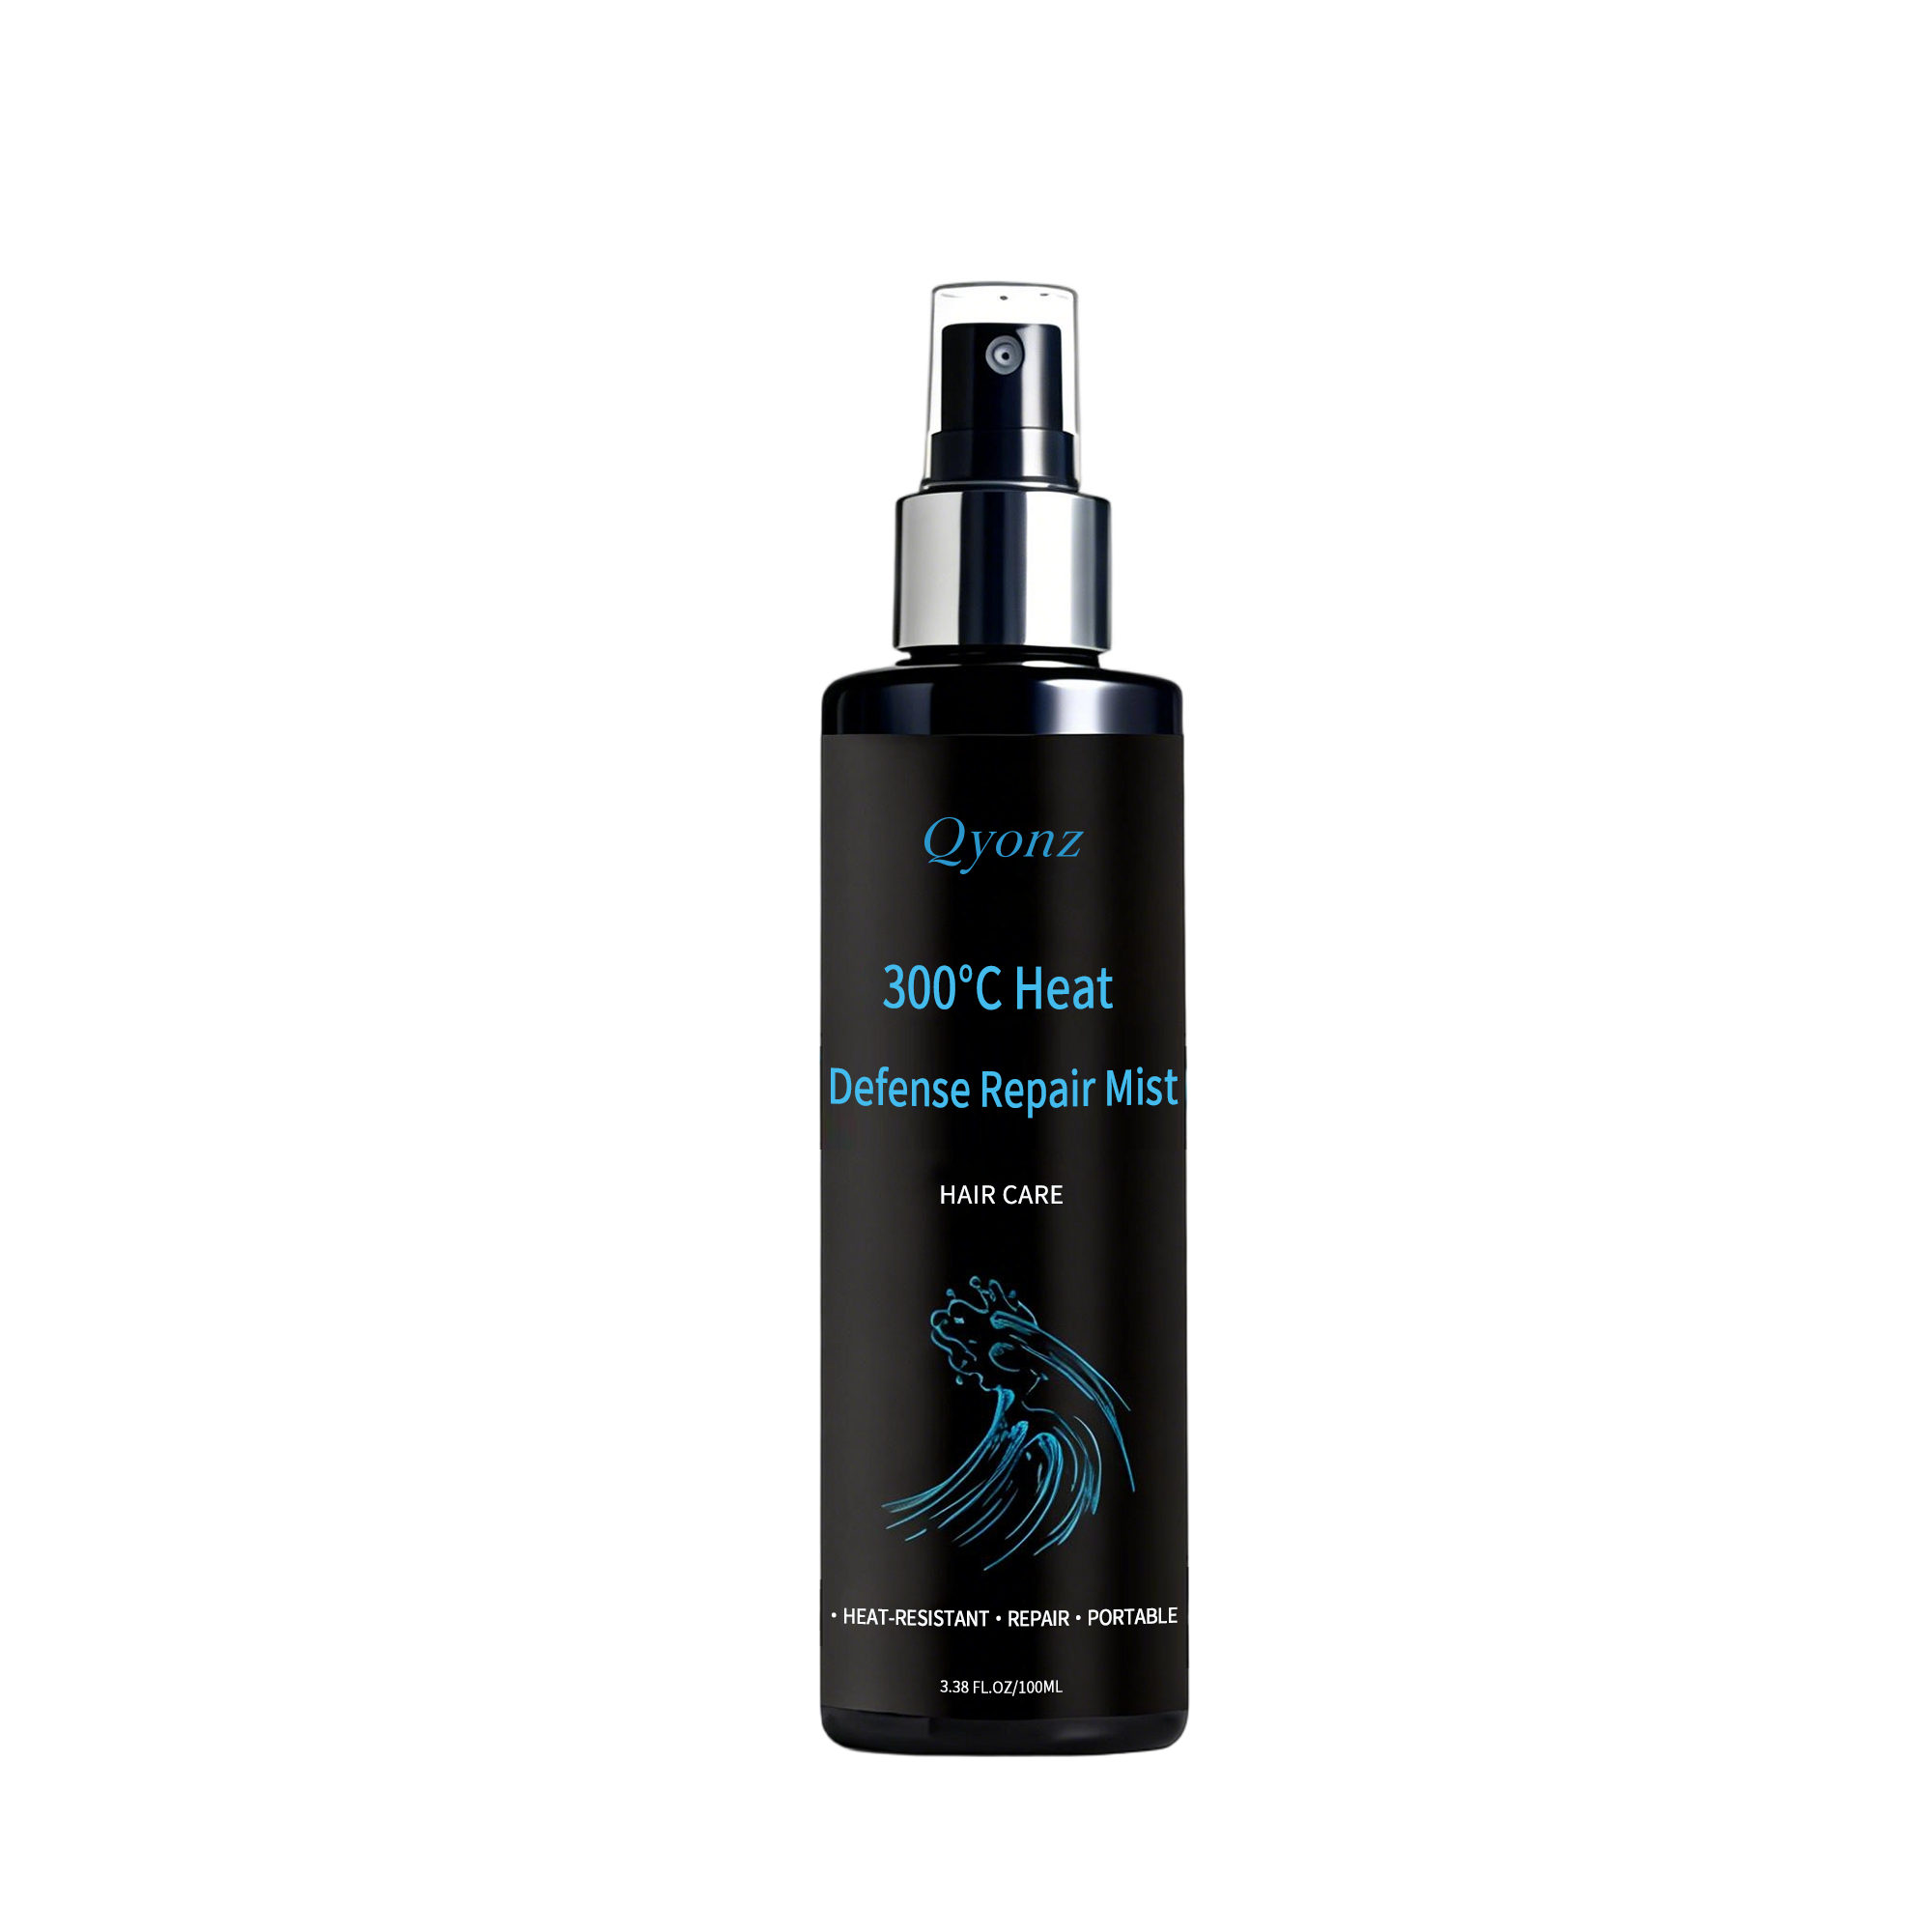 Qyonz
300°C Heat
Defense Repair Mist
HAIR CARE
• HEAT-RESISTANT • REPAIR • PORTABLE
3.38 FL.OZ/100ML